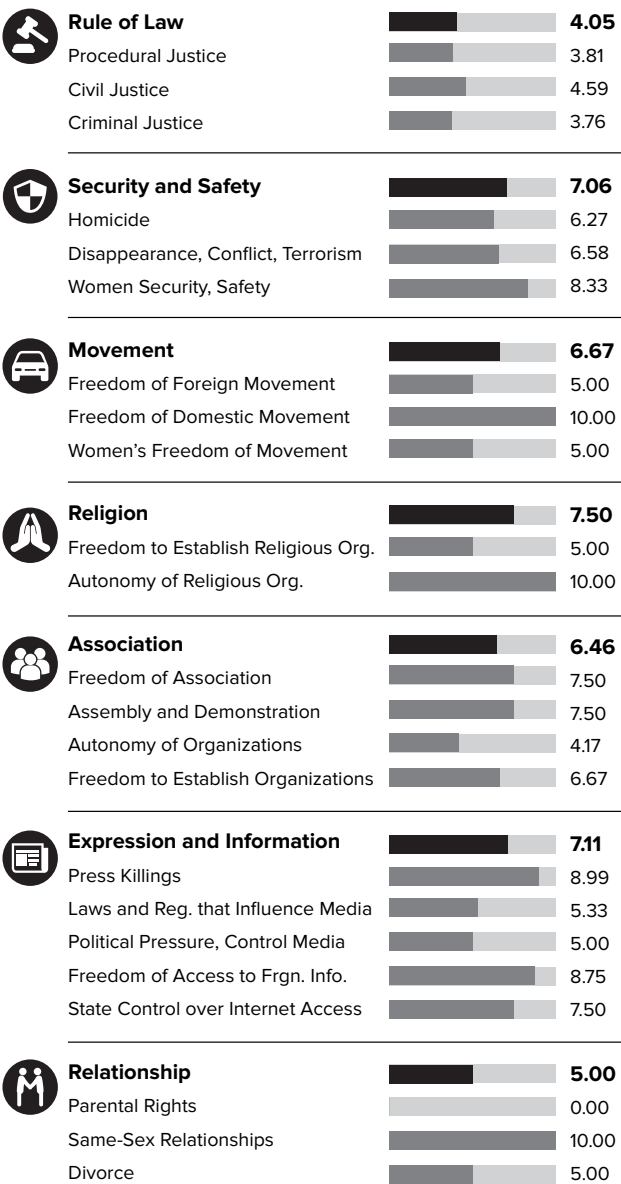 Rule of Law 4.05
Procedural Justice 3.81
Civil Justice 4.59
Criminal Justice 3.76
Security and Safety 7.06
Homicide 6.27
Disappearance, Conflict, Terrorism 6.58
Women Security, Safety 8.33
Movement 6.67
Freedom of Foreign Movement 5.00
Freedom of Domestic Movement 10.00
Women’s Freedom of Movement 5.00
Religion 7.50
Freedom to Establish Religious Org. 5.00
Autonomy of Religious Org. 10.00
Association 6.46
Freedom of Association 7.50
Assembly and Demonstration 7.50
Autonomy of Organizations 4.17
Freedom to Establish Organizations 6.67
Expression and Information 7.11
Press Killings 8.99
Laws and Reg. that Influence Media 5.33
Political Pressure, Control Media 5.00
Freedom of Access to Frgn. Info. 8.75
State Control over Internet Access 7.50
Relationship 5.00
Parental Rights 0.00
Same-Sex Relationships 10.00
Divorce 5.00